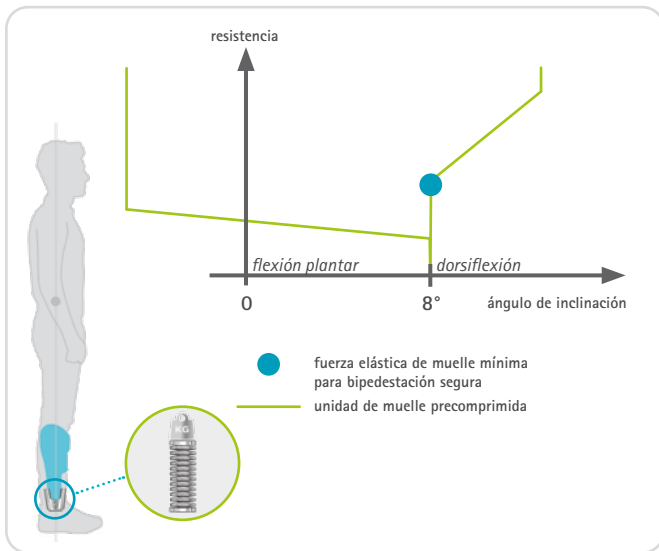 resistencia
flexión plantar
dorsiflexión
0
8°
ángulo de inclinación
fuerza elástica de muelle mínima
para bipedestación segura
unidad de muelle precomprimida
KG